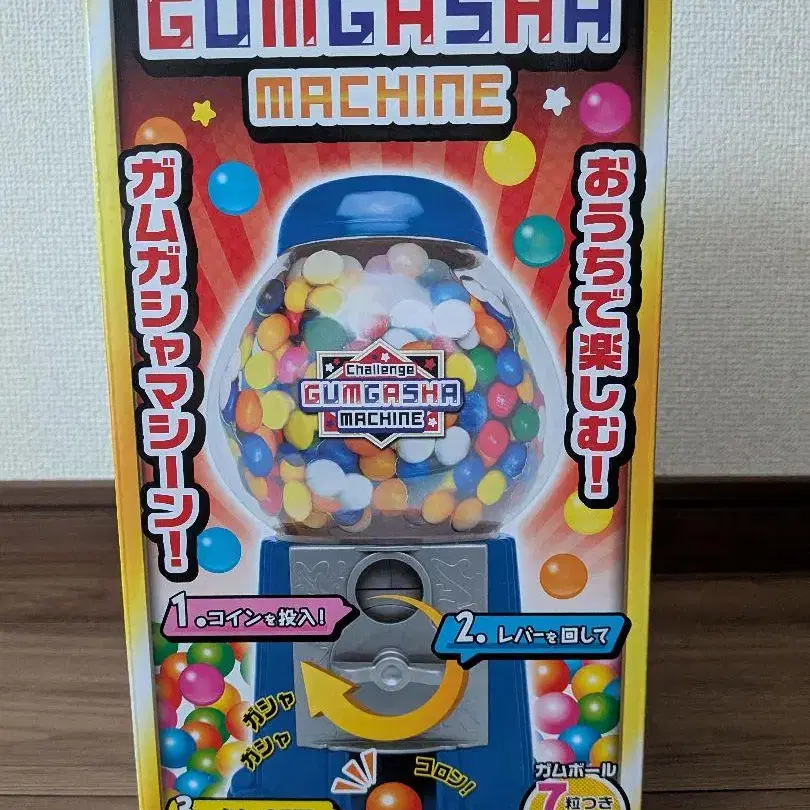 GUMGASHA
MACHINE
ガムガシャマシーン!
おうちで楽しむ!
Challenge
GUMGASHA
MACHINE
1.コインを投入!
2.レバーを回して
ガシャ
ガシャ
コロン!
ガムボール
7粒つき
3